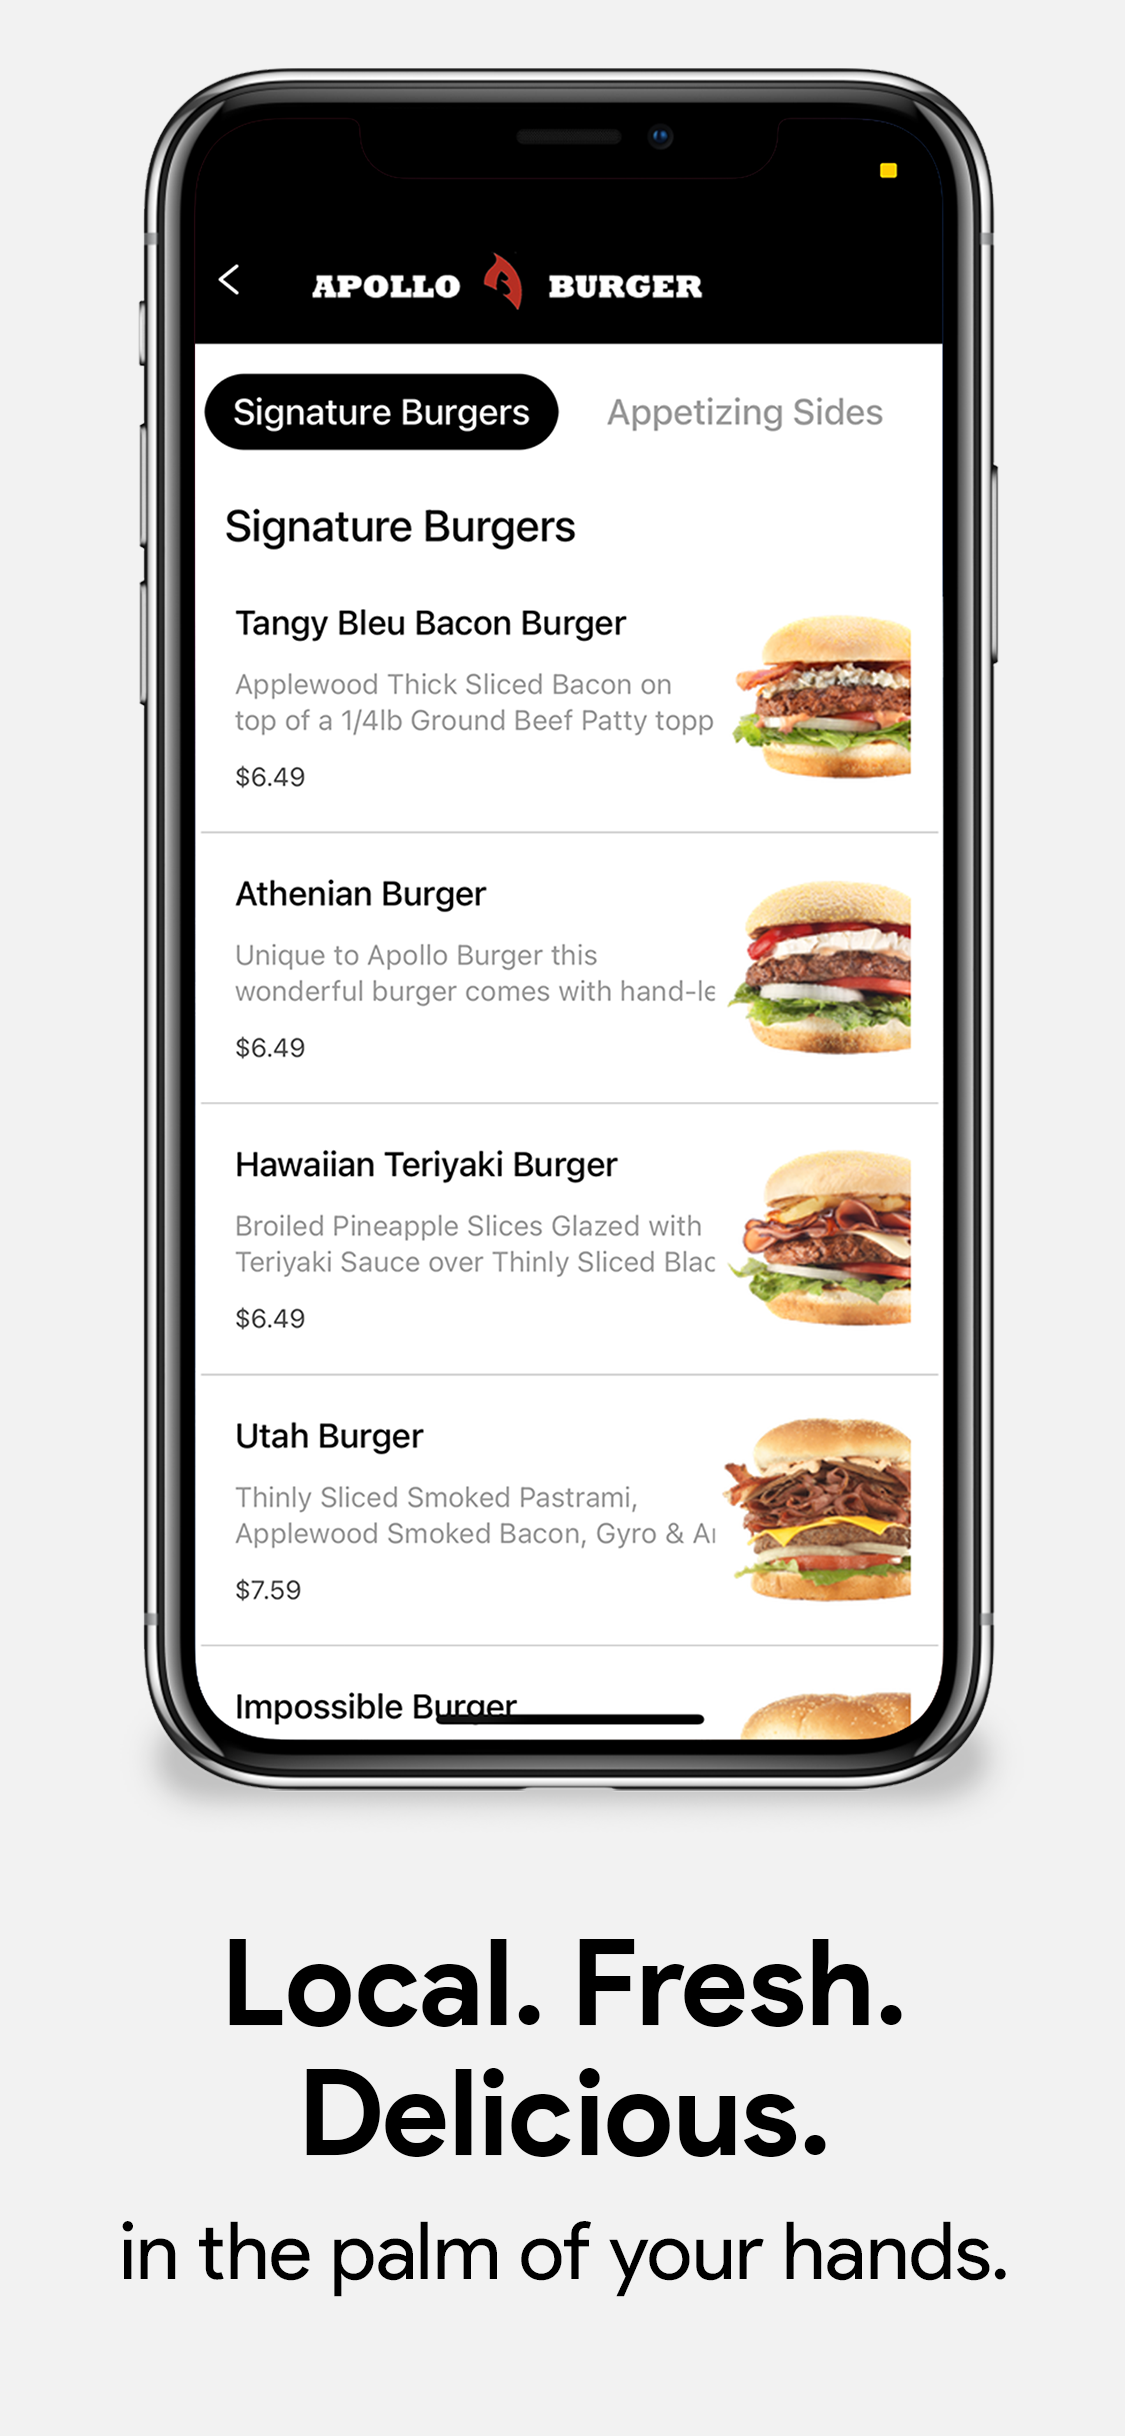 APOLLO BURGER
Signature Burgers Appetizing Sides
Signature Burgers
Tangy Bleu Bacon Burger
Applewood Thick Sliced Bacon on
top of a 1/4lb Ground Beef Patty topp
$6.49
Athenian Burger
Unique to Apollo Burger this
wonderful burger comes with hand-le
$6.49
Hawaiian Teriyaki Burger
Broiled Pineapple Slices Glazed with
Teriyaki Sauce over Thinly Sliced Blac
$6.49
Utah Burger
Thinly Sliced Smoked Pastrami,
Applewood Smoked Bacon, Gyro &
$7.59
Impossible Burger
Local. Fresh.
Delicious.
in the palm of your hands.